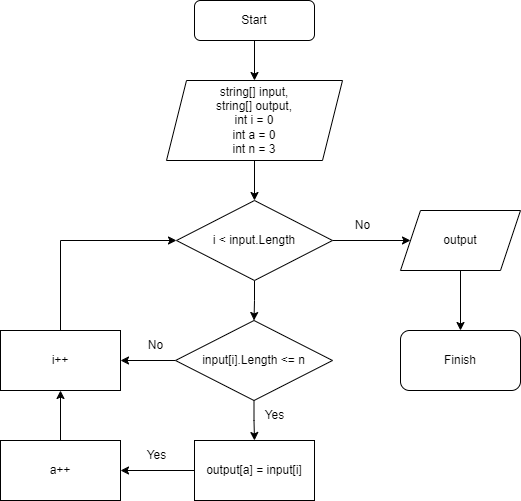 Start
string[] input,
string[] output,
int i = 0
int a = 0
int n = 3
i < input.Length
No
output
Finish
input[i].Length <= n
No
i++
Yes
output[a] = input[i]
Yes
a++